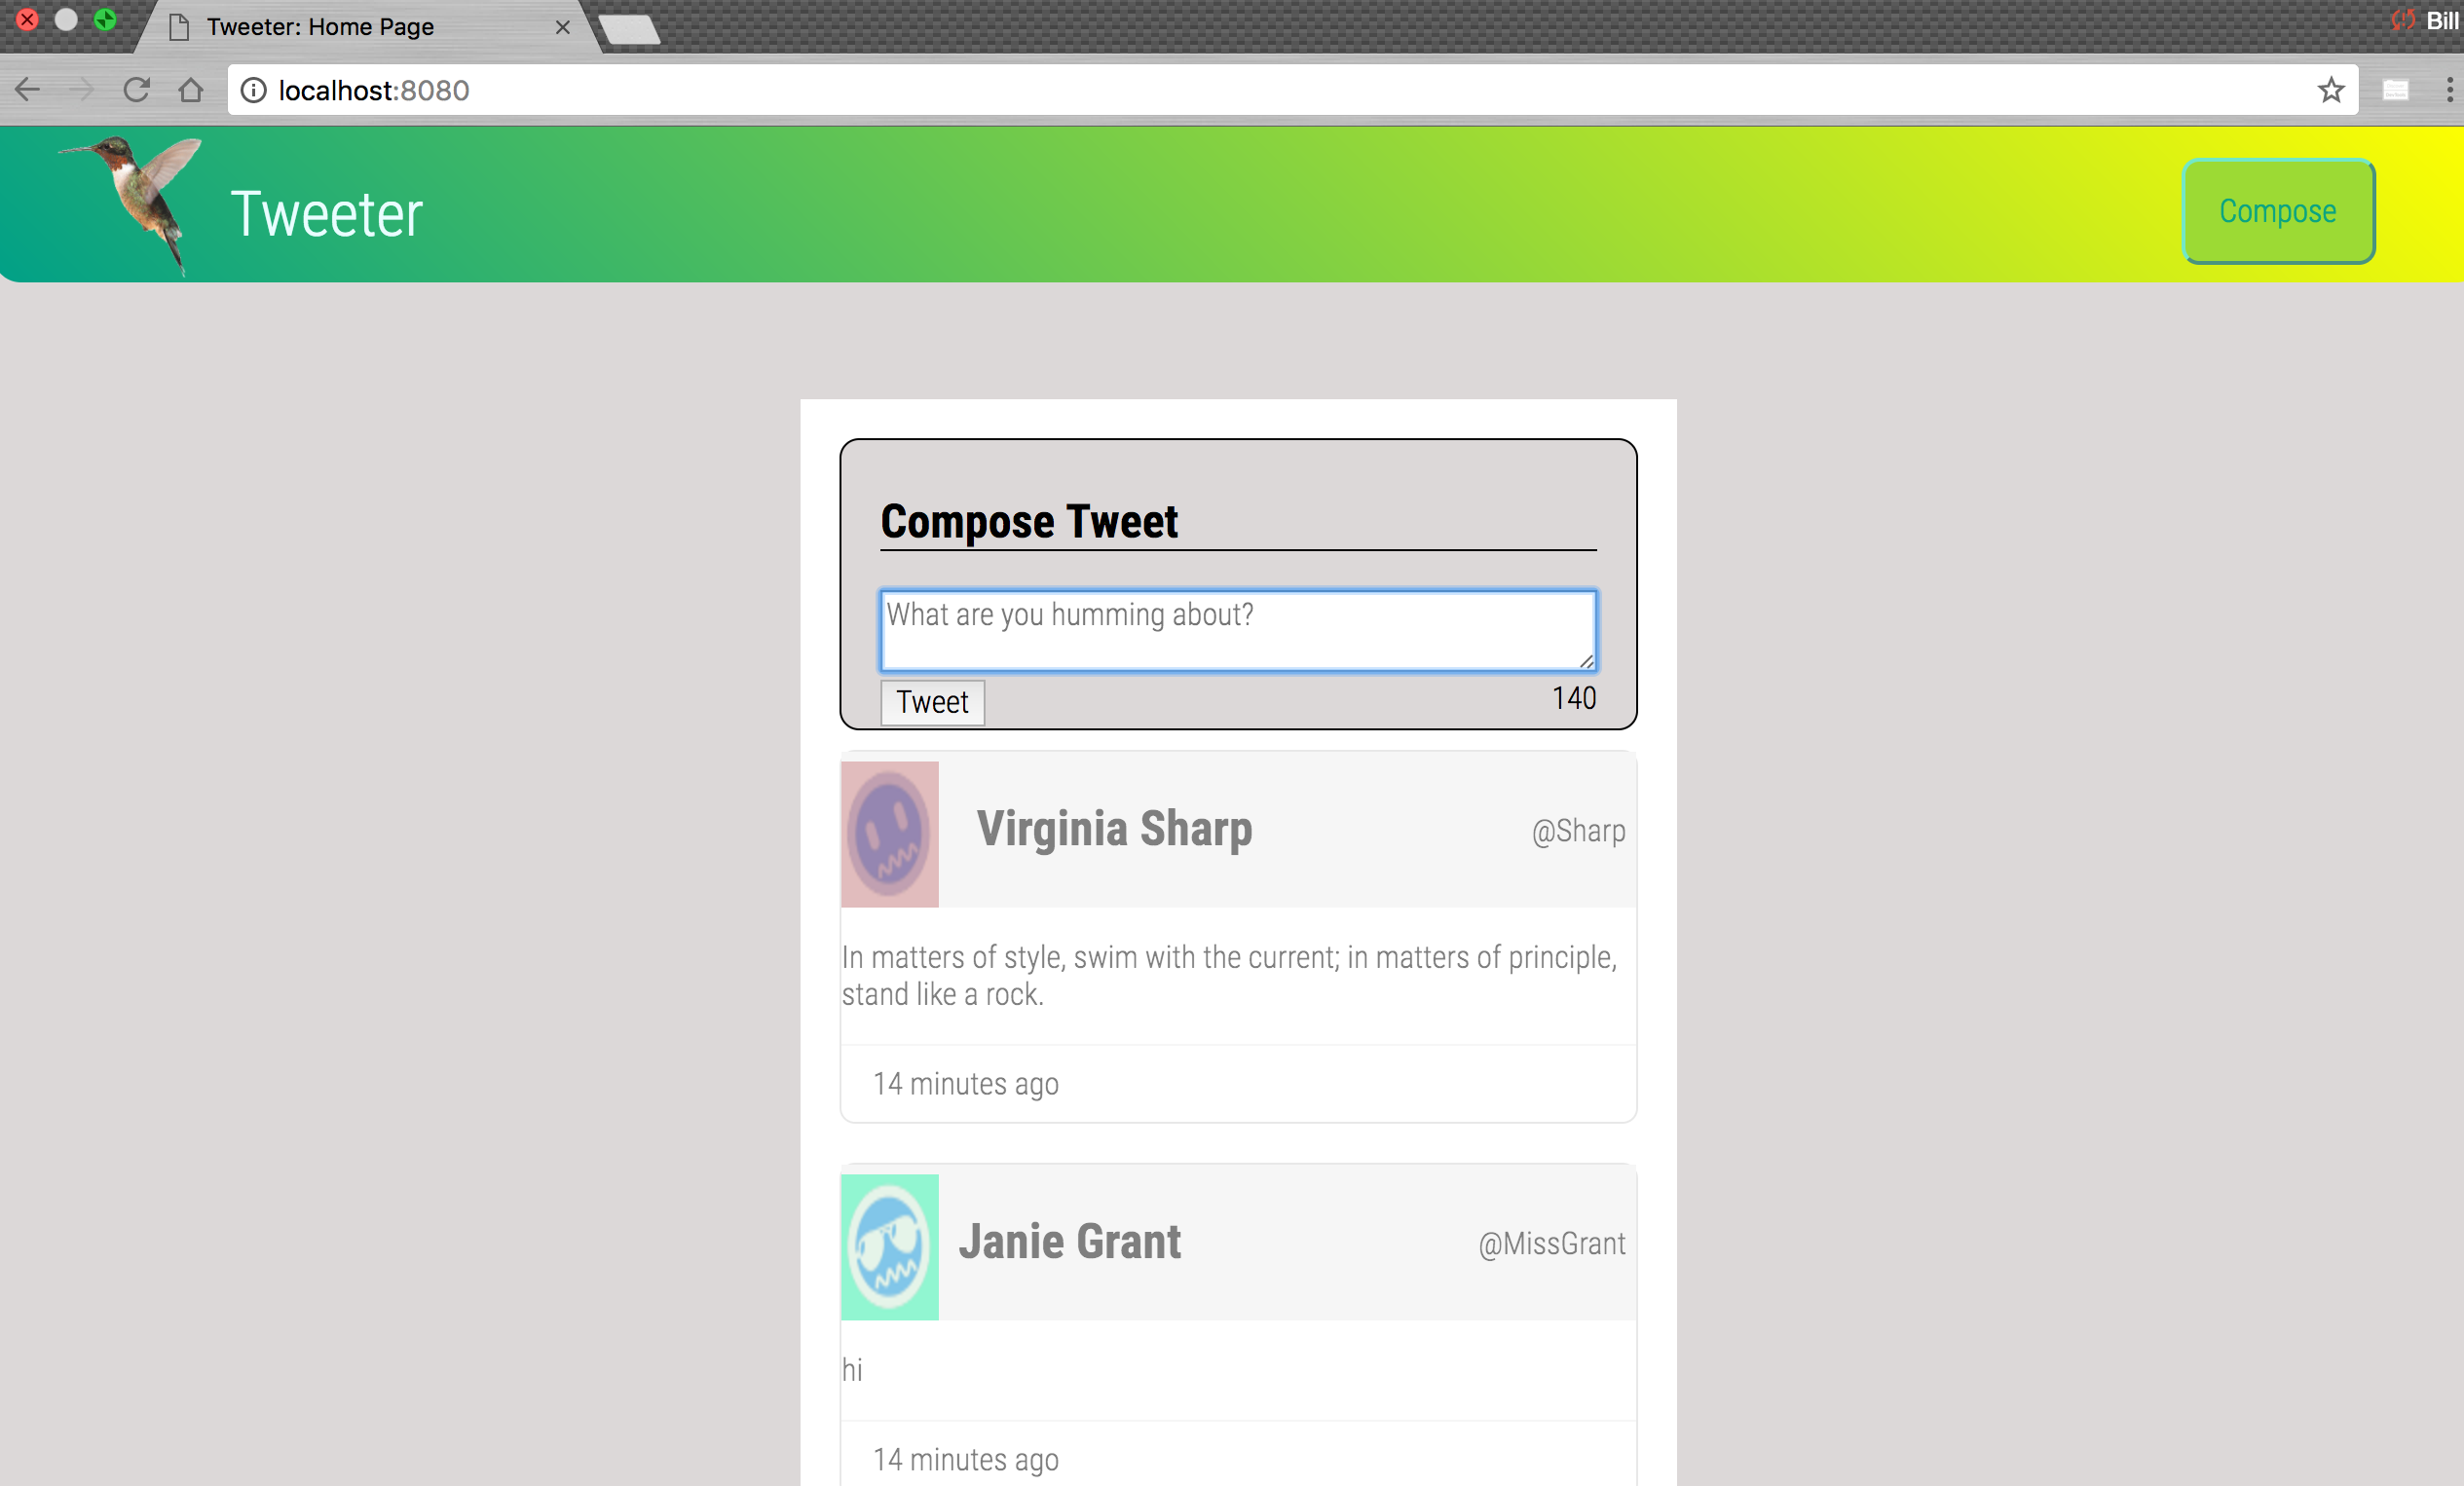 Tweeter: Home Page
Bill
localhost:8080
Tweeter
Compose
Compose Tweet
What are you humming about?
Tweet
140
Virginia Sharp
@Sharp
In matters of style, swim with the current; in matters of principle,
stand like a rock.
14 minutes ago
Janie Grant
@MissGrant
hi
14 minutes ago